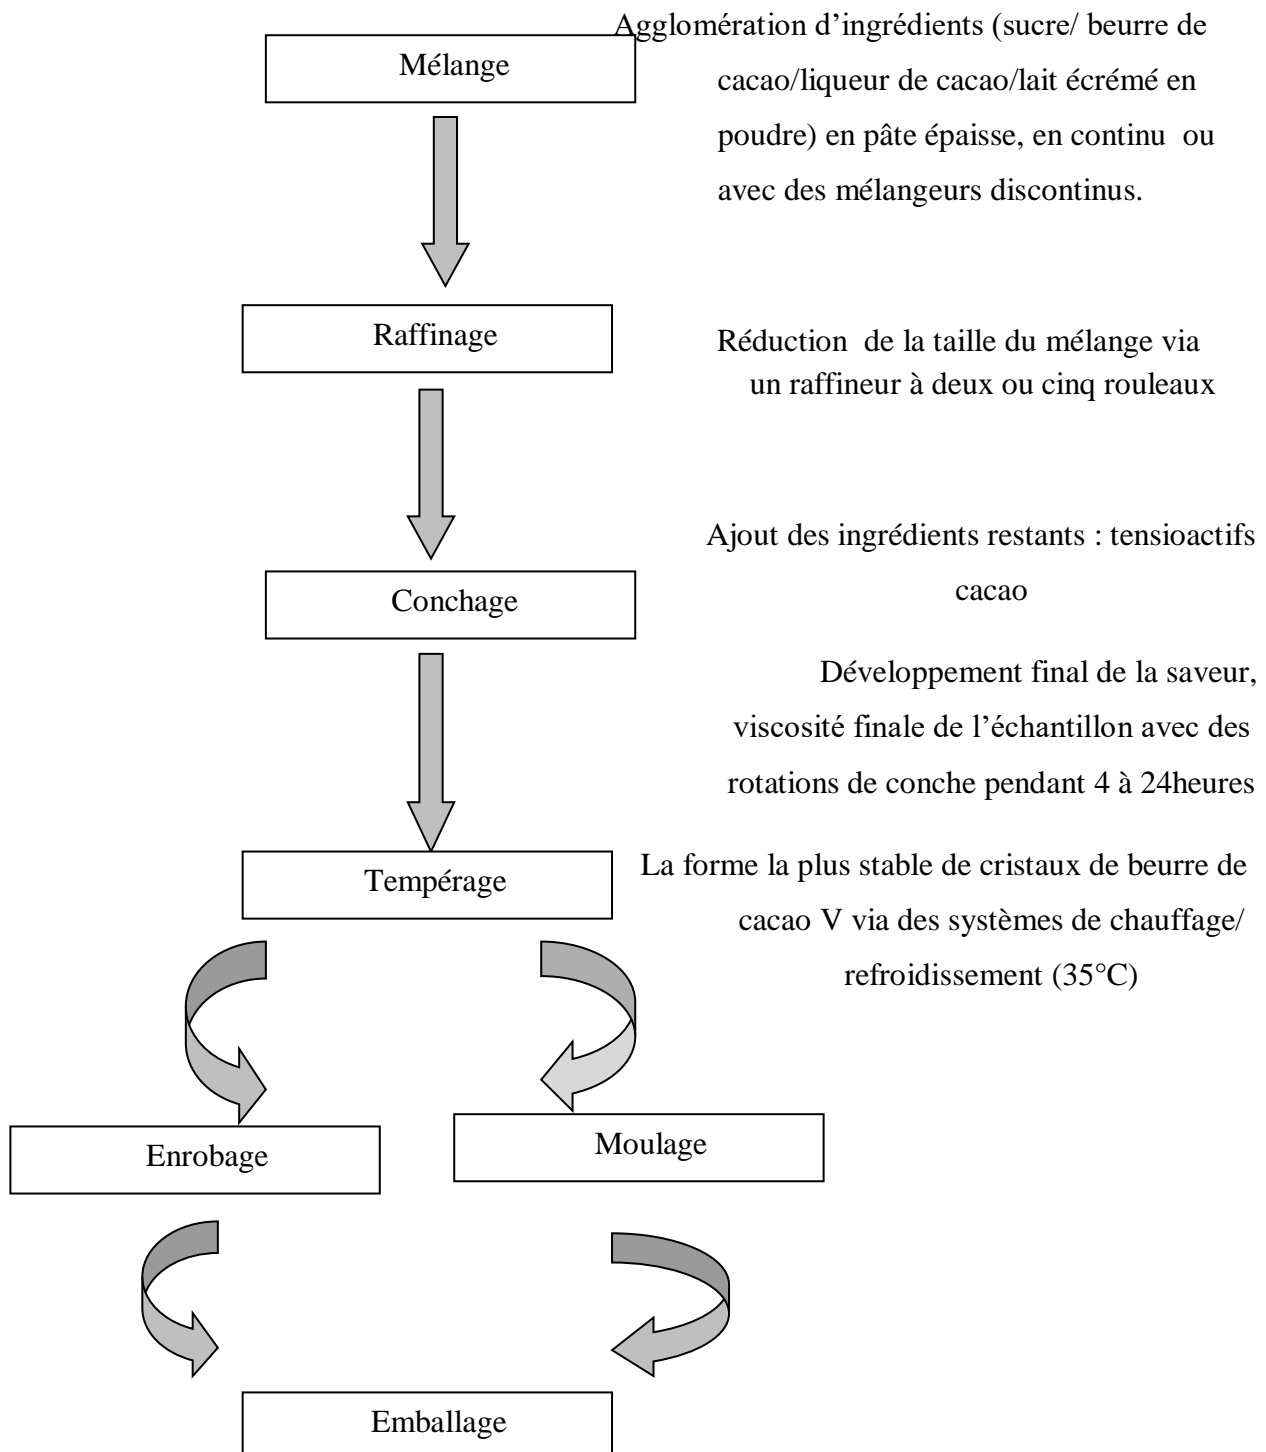 Mélange
Agglomération d’ingrédients (sucre/ beurre de
cacao/liqueur de cacao/lait écrémé en
poudre) en pâte épaisse, en continu ou
avec des mélangeurs discontinus.
Raffinage
Réduction de la taille du mélange via
un raffineur à deux ou cinq rouleaux
Ajout des ingrédients restants : tensioactifs
cacao
Conchage
Développement final de la saveur,
viscosité finale de l’échantillon avec des
rotations de conche pendant 4 à 24heures
Tempérage
La forme la plus stable de cristaux de beurre de
cacao V via des systèmes de chauffage/
refroidissement (35°C)
Enrobage
Moulage
Emballage